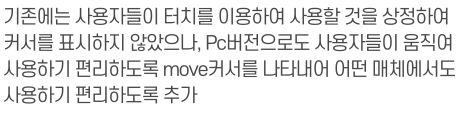 기존에는 사용자들이 터치를 이용하여 사용할 것을 상정하여
커서를 표시하지 않았으나, Pc버전으로도 사용자들이 움직여
사용하기 편리하도록 move커서를 나타내어 어떤 매체에서도
사용하기 편리하도록 추가